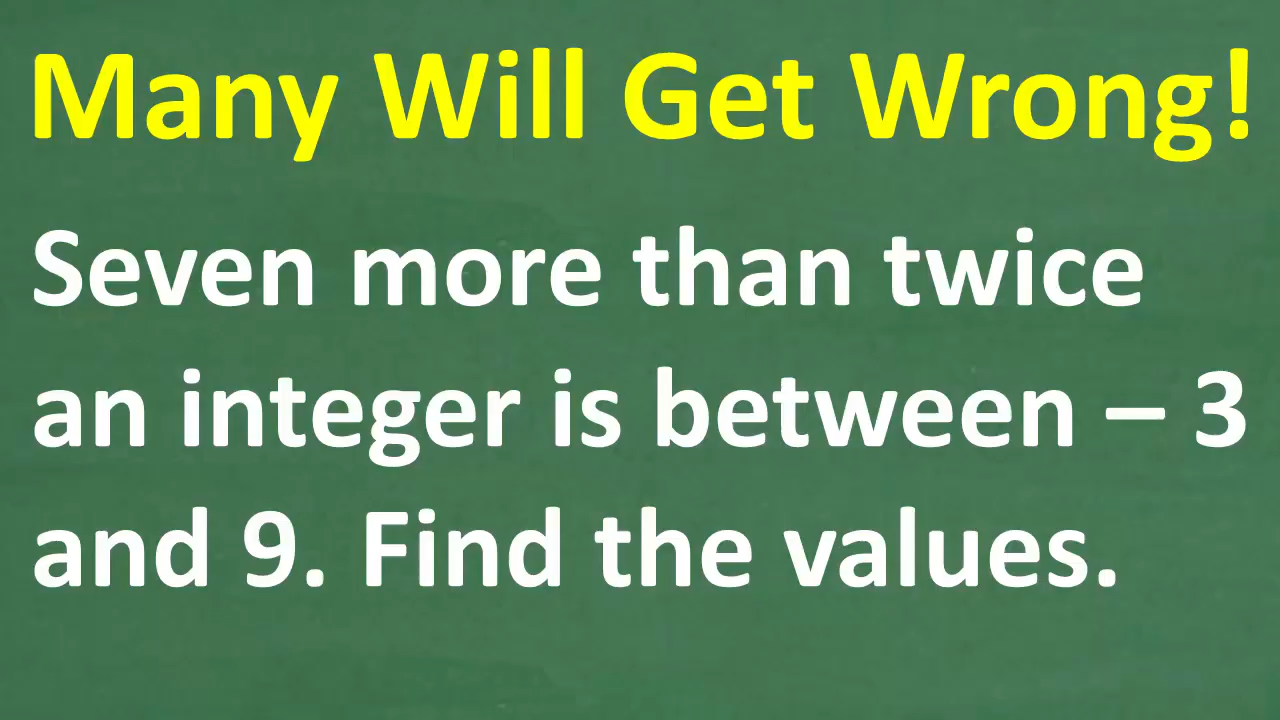 Many Will Get Wrong!
Seven more than twice
an integer is between – 3
and 9. Find the values.